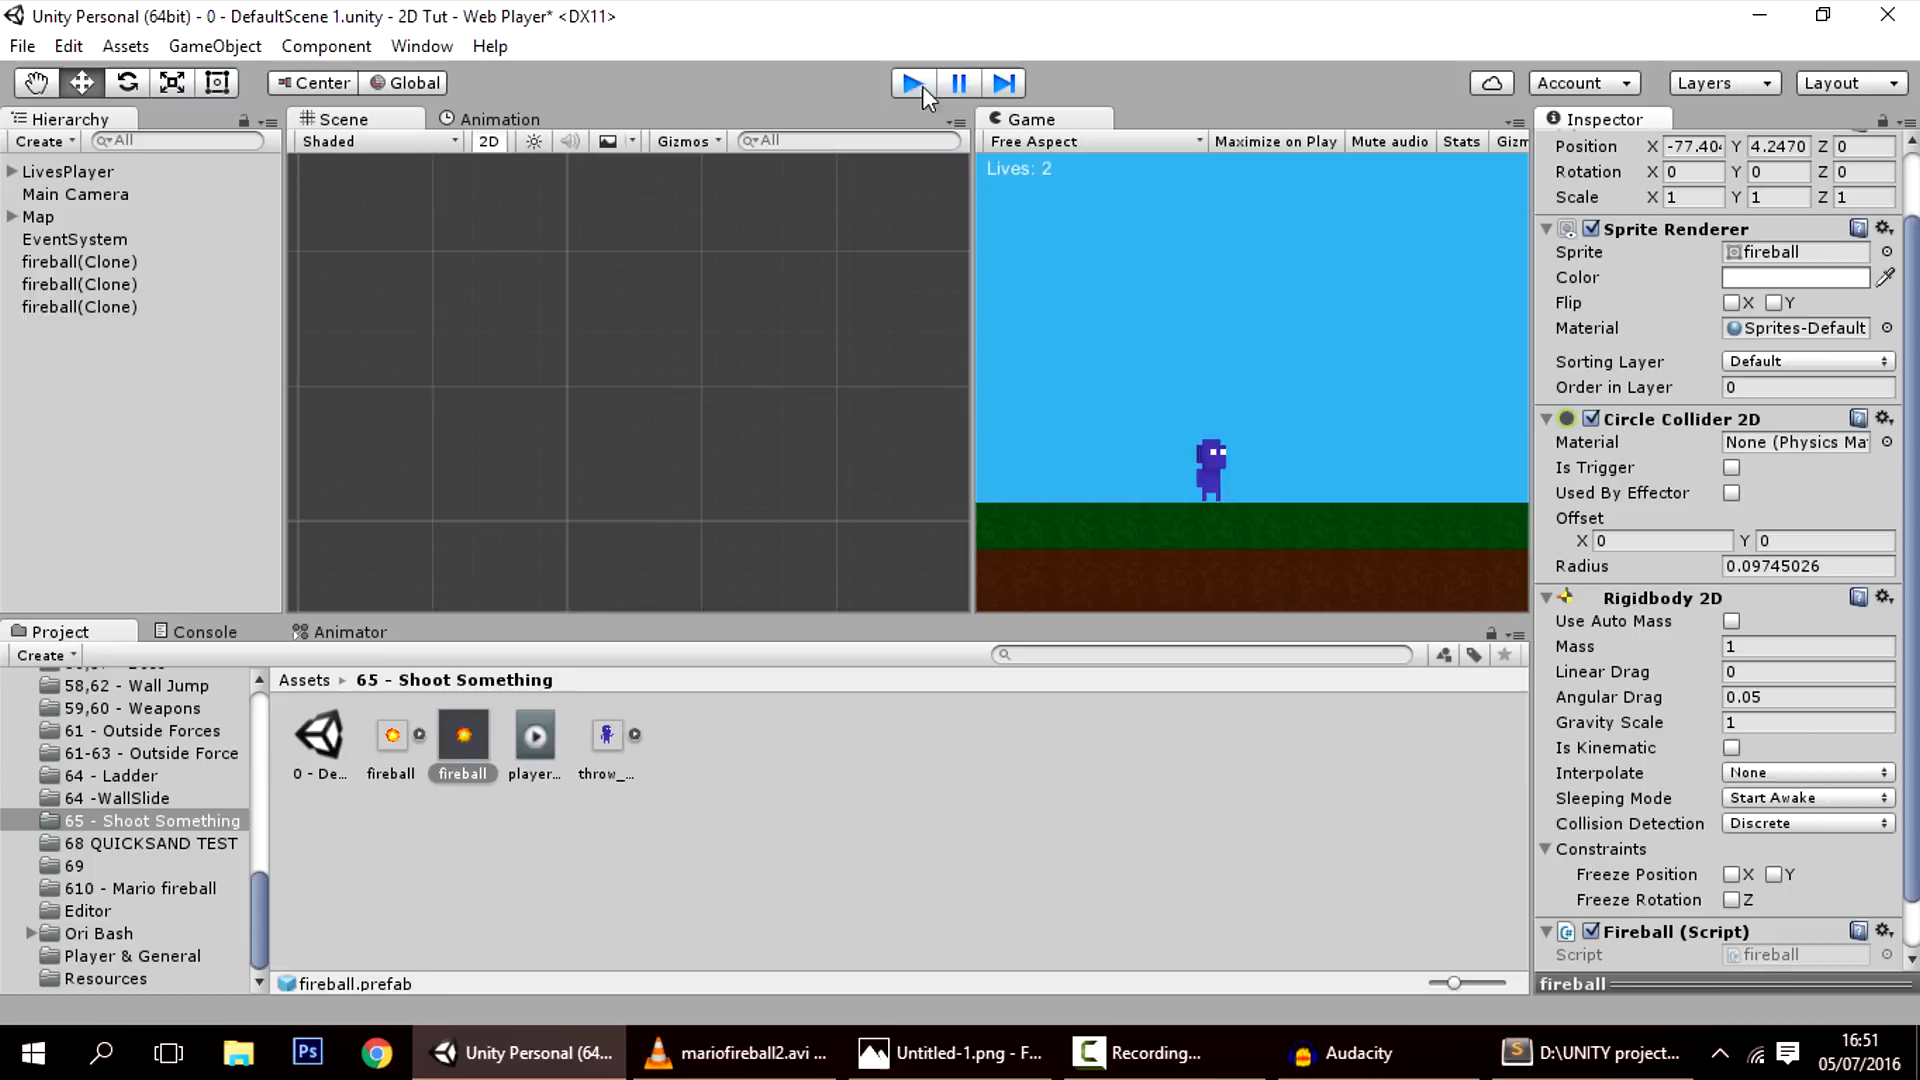 Unity Personal (64bit) - 0 - DefaultScene 1.unity - 2D Tut - Web Player* <DX11>
File Edit Assets GameObject Component Window Help
Center Global Account Layers Layout
Hierarchy
Create All
LivesPlayer
Main Camera
Map
EventSystem
fireball(Clone)
fireball(Clone)
fireball(Clone)
Scene Animation
Shaded 2D Gizmos All
Game
Free Aspect Maximize on Play Mute audio Stats Gizm
Lives: 2
Inspector
Position X -77.40 Y 4.2470 Z 0
Rotation X 0 Y 0 Z 0
Scale X 1 Y 1 Z 1
Sprite Renderer
Sprite fireball
Color
Flip X Y
Material Sprites-Default
Sorting Layer Default
Order in Layer 0
Circle Collider 2D
Material None (Physics Ma
Is Trigger
Used By Effector
Offset
X 0 Y 0
Radius 0.09745026
Rigidbody 2D
Use Auto Mass
Mass 1
Linear Drag 0
Angular Drag 0.05
Gravity Scale 1
Is Kinematic
Interpolate None
Sleeping Mode Start Awake
Collision Detection Discrete
Constraints
Freeze Position X Y
Freeze Rotation Z
Fireball (Script)
Script fireball
fireball
Project Console Animator
Create
58,62 - Wall Jump
59,60 - Weapons
61 - Outside Forces
61-63 - Outside Force
64 - Ladder
64 -WallSlide
65 - Shoot Something
68 QUICKSAND TEST
69
610 - Mario fireball
Editor
Ori Bash
Player & General
Resources
Assets 65 - Shoot Something
0 - De... fireball fireball player... throw_...
fireball.prefab
Ps Unity Personal (64... mariofireball2.avi ... Untitled-1.png - F... Recording... Audacity D:\UNITY project...
16:51
05/07/2016